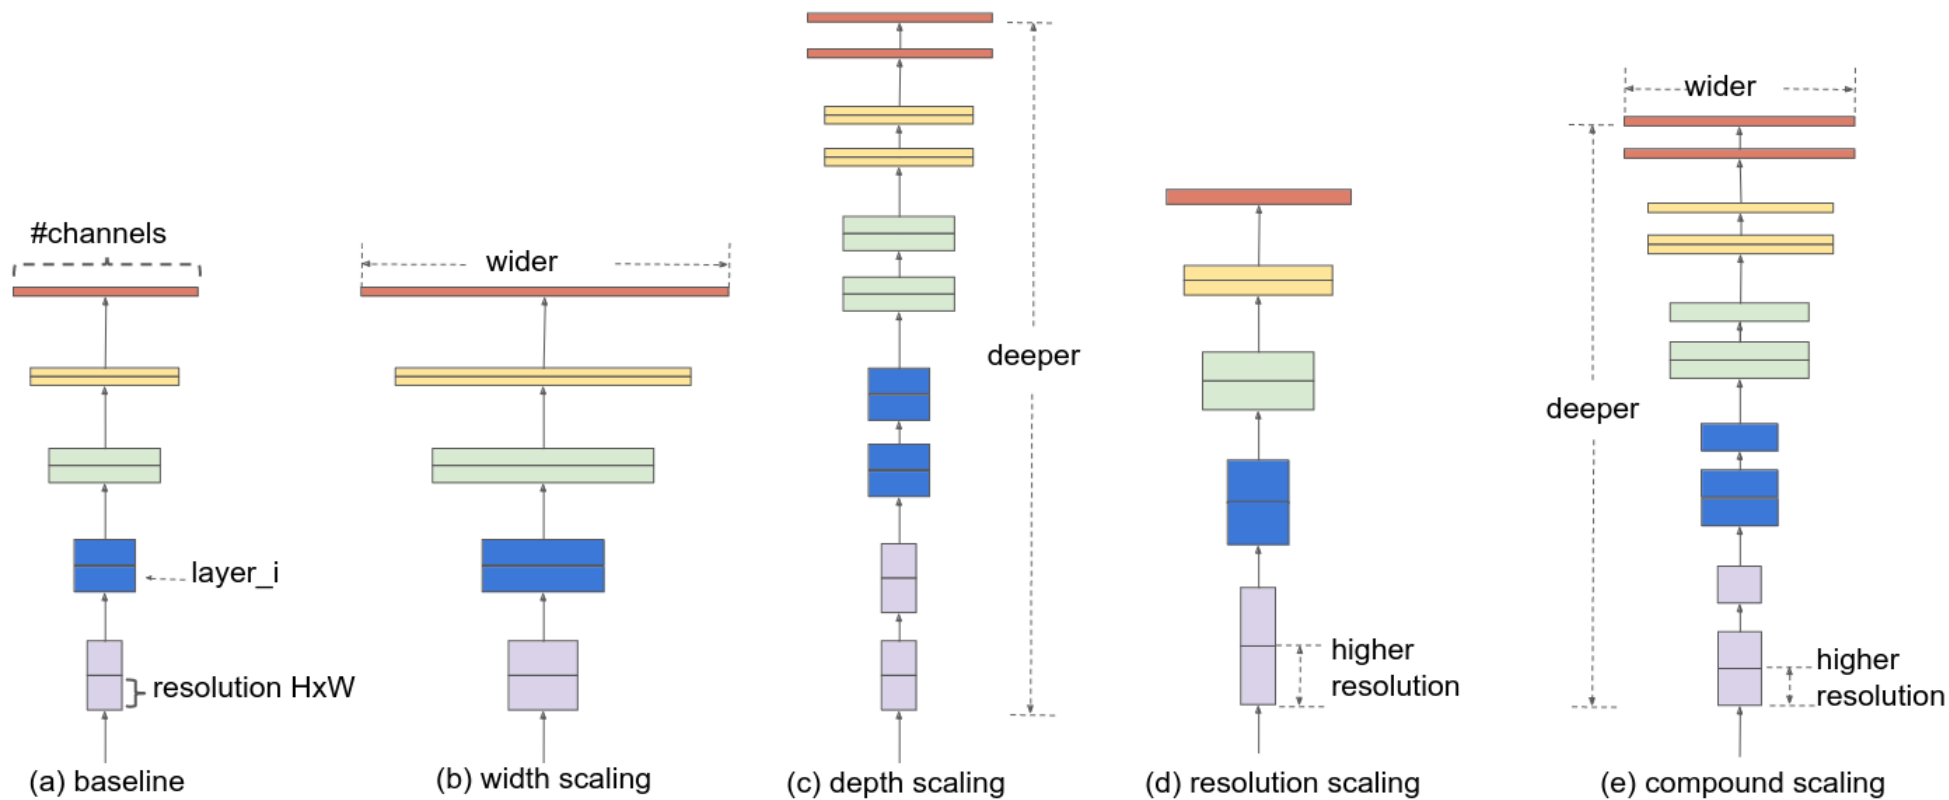 #channels
layer_i
resolution HxW
(a) baseline
wider
(b) width scaling
deeper
(c) depth scaling
higher
resolution
(d) resolution scaling
wider
deeper
higher
resolution
(e) compound scaling